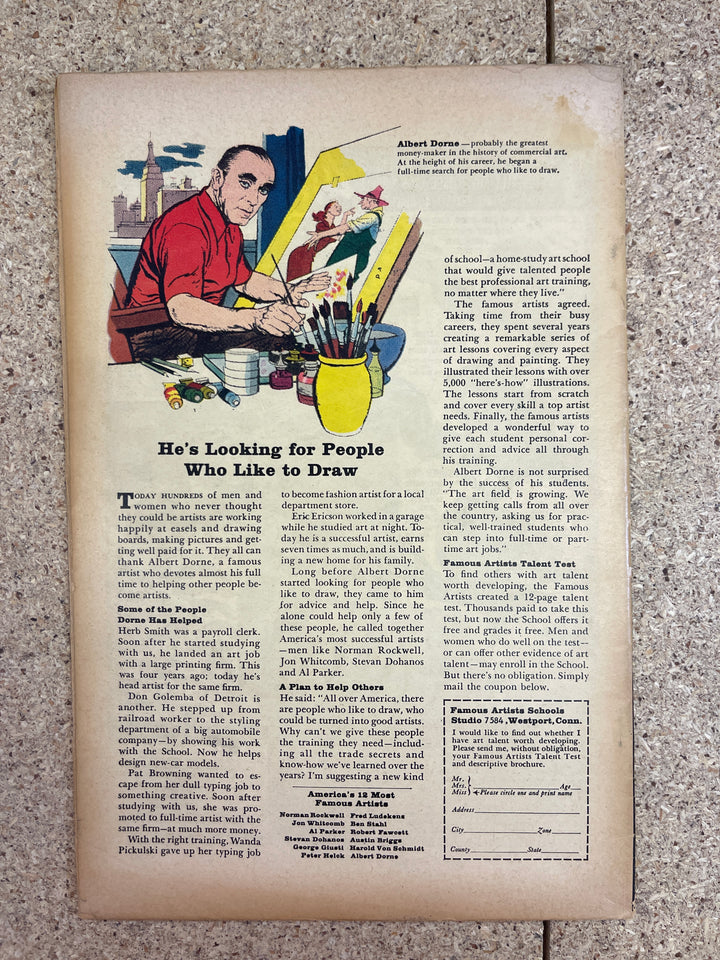 Albert Dorne — probably the greatest
money-maker in the history of commercial art.
At the height of his career, he began a
full-time search for people who like to draw.
He's Looking for People
Who Like to Draw
TODAY HUNDREDS of men and
women who never thought
they could be artists are working
happily at easels and drawing
boards, making pictures and get-
ting well paid for it. They all can
thank Albert Dorne, a famous
artist who devotes almost his full
time to helping other people be-
come artists.
Some of the People
Dorne Has Helped
Herb Smith was a payroll clerk.
Soon after he started studying
with us, he landed an art job
with a large printing firm. This
was four years ago; today he's
head artist for the same firm.
Don Golemba of Detroit is
another. He stepped up from
railroad worker to the styling
department of a big automobile
company—by showing his work
with the School. Now he helps
design new-car models.
Pat Browning wanted to es-
cape from her dull typing job to
something creative. Soon after
studying with us, she was pro-
moted to full-time artist with the
same firm—at much more money.
With the right training, Wanda
Pickulski gave up her typing job
to become fashion artist for a local
department store.
Eric Ericson worked in a garage
while he studied art at night. To-
day he is a successful artist, earns
seven times as much, and is build-
ing a new home for his family.
Long before Albert Dorne
started looking for people who
like to draw, they came to him
for advice and help. Since he
alone could help only a few of
these people, he called together
America's most successful artists
—men like Norman Rockwell,
Jon Whitcomb, Stevan Dohanos
and Al Parker.
A Plan to Help Others
He said: "All over America, there
are people who like to draw, who
could be turned into good artists.
Why can't we give these people
the training they need—includ-
ing all the trade secrets and
know-how we've learned over the
years? I'm suggesting a new kind
America's 12 Most
Famous Artists
Norman Rockwell Fred Ludekens
Jon Whitcomb Ben Stahl
Al Parker Robert Fawcett
Stevan Dohanos Austin Briggs
George Giusti Harold Von Schmidt
Peter Helck Albert Dorne
of school—a home-study art school
that would give talented people
the best professional art training,
no matter where they live."
The famous artists agreed.
Taking time from their busy
careers, they spent several years
creating a remarkable series of
art lessons covering every aspect
of drawing and painting. They
illustrated their lessons with over
5,000 "here's-how" illustrations.
The lessons start from scratch
and cover every skill a top artist
needs. Finally, the famous artists
developed a wonderful way to
give each student personal cor-
rection and advice all through
his training.
Albert Dorne is not surprised
by the success of his students.
"The art field is growing. We
keep getting calls from all over
the country, asking us for prac-
tical, well-trained students who
can step into full-time or part-
time art jobs."
Famous Artists Talent Test
To find others with art talent
worth developing, the Famous
Artists created a 12-page talent
test. Thousands paid to take this
test, but now the School offers it
free and grades it free. Men and
women who do well on the test—
or can offer other evidence of art
talent—may enroll in the School.
But there's no obligation. Simply
mail the coupon below.
Famous Artists Schools
Studio 7584, Westport, Conn.
I would like to find out whether I
have art talent worth developing.
Please send me, without obligation,
your Famous Artists Talent Test
and descriptive brochure.
Mr.
Mrs. Age
Miss Please circle one and print name
Address
City Zone
County State